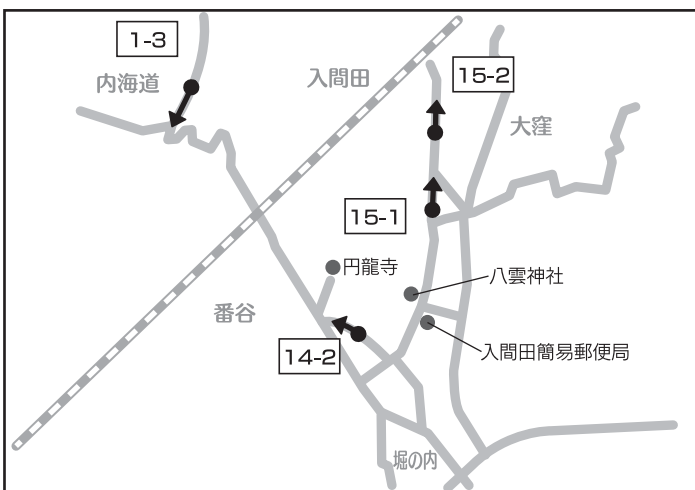 1-3
内海道
入間田
15-2
大窪
15-1
円龍寺
八雲神社
番谷
14-2
入間田簡易郵便局
堀の内